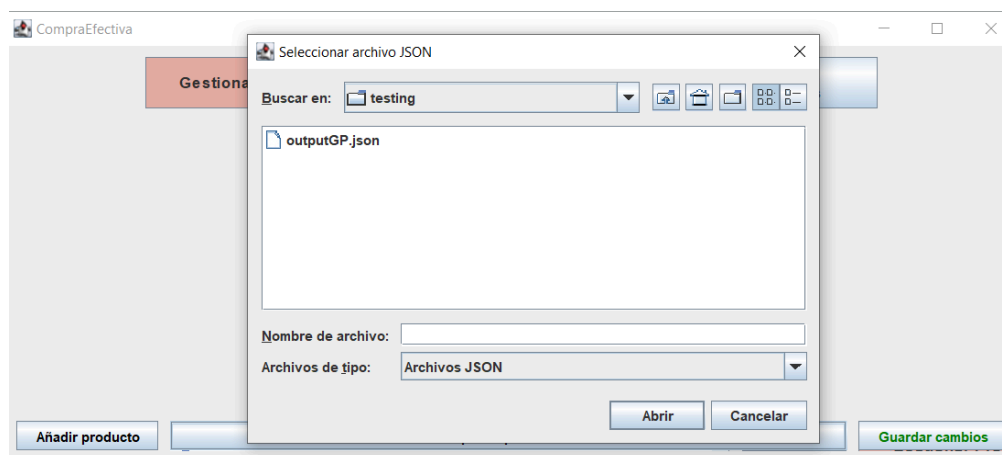 CompraEfectiva
Seleccionar archivo JSON
Gestiona
Buscar en: testing
outputGP.json
Nombre de archivo:
Archivos de tipo: Archivos JSON
Abrir Cancelar
Añadir producto Guardar cambios